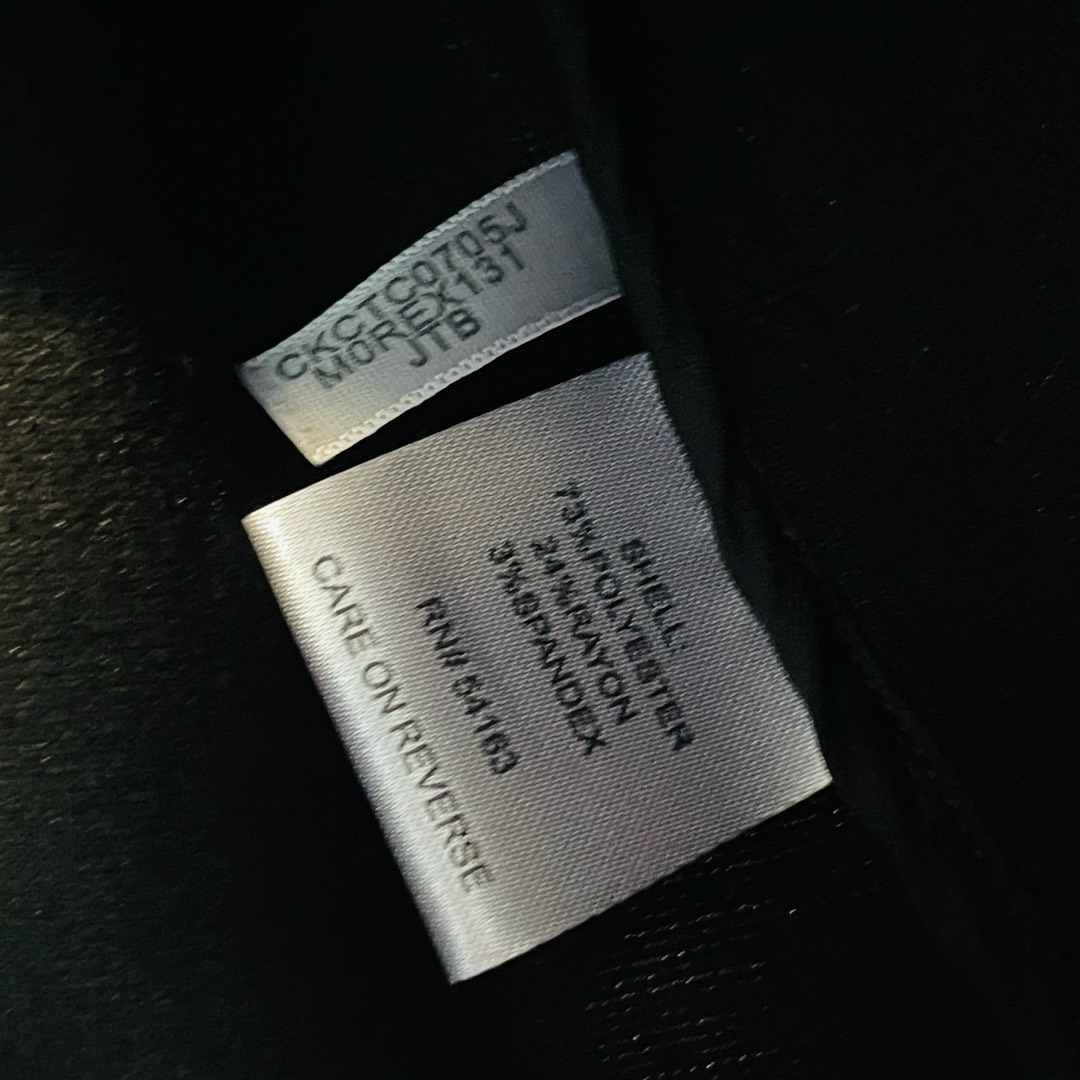 CKCTC0705J
M0REX131
JTB
SHELL:
73%POLYESTER
24%RAYON
3%SPANDEX
RN# 54163
CARE ON REVERSE